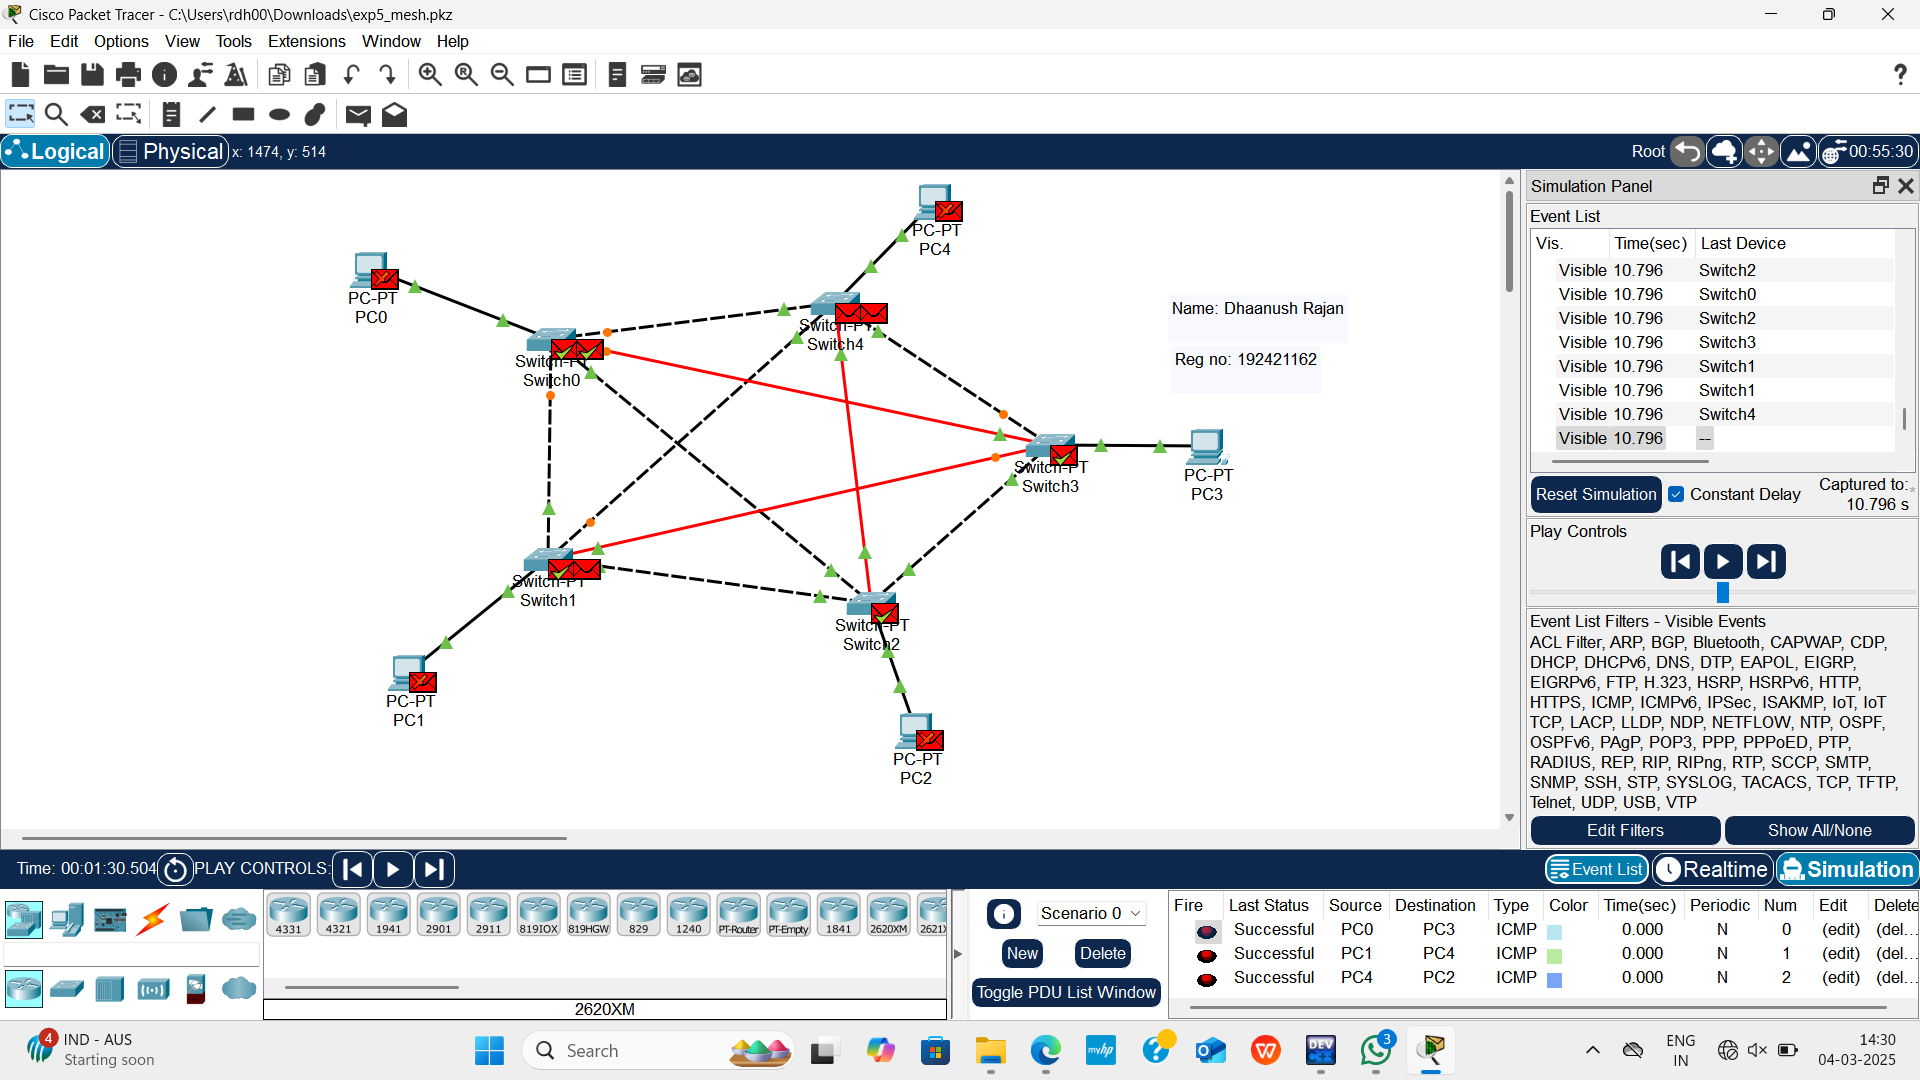 Cisco Packet Tracer - C:\Users\rdh00\Downloads\exp5_mesh.pkz
File Edit Options View Tools Extensions Window Help
Logical Physical x: 1474, y: 514 Root 00:55:30
PC-PT
PC4
PC-PT
PC0
Switch-PT
Switch4
Switch-PT
Switch0
Name: Dhaanush Rajan
Reg no: 192421162
Switch-PT
Switch3
PC-PT
PC3
Switch-PT
Switch1
Switch-PT
Switch2
PC-PT
PC1
PC-PT
PC2
Simulation Panel
Event List
Vis. Time(sec) Last Device
Visible 10.796 Switch2
Visible 10.796 Switch0
Visible 10.796 Switch2
Visible 10.796 Switch3
Visible 10.796 Switch1
Visible 10.796 Switch1
Visible 10.796 Switch4
Visible 10.796 --
Reset Simulation Constant Delay Captured to:
10.796 s
Play Controls
Event List Filters - Visible Events
ACL Filter, ARP, BGP, Bluetooth, CAPWAP, CDP,
DHCP, DHCPv6, DNS, DTP, EAPOL, EIGRP,
EIGRPv6, FTP, H.323, HSRP, HSRPv6, HTTP,
HTTPS, ICMP, ICMPv6, IPSec, ISAKMP, IoT, IoT
TCP, LACP, LLDP, NDP, NETFLOW, NTP, OSPF,
OSPFv6, PAgP, POP3, PPP, PPPoED, PTP,
RADIUS, REP, RIP, RIPng, RTP, SCCP, SMTP,
SNMP, SSH, STP, SYSLOG, TACACS, TCP, TFTP,
Telnet, UDP, USB, VTP
Edit Filters Show All/None
Time: 00:01:30.504 PLAY CONTROLS: Event List Realtime Simulation
4331 4321 1941 2901 2911 819IOX 819HGW 829 1240 PT-Router PT-Empty 1841 2620XM 2621X
2620XM
Scenario 0
New Delete
Toggle PDU List Window
Fire Last Status Source Destination Type Color Time(sec) Periodic Num Edit Delete
Successful PC0 PC3 ICMP 0.000 N 0 (edit) (del...
Successful PC1 PC4 ICMP 0.000 N 1 (edit) (del...
Successful PC4 PC2 ICMP 0.000 N 2 (edit) (del...
4 IND - AUS
Starting soon
Search
myhp
DEV
3
ENG
IN
14:30
04-03-2025